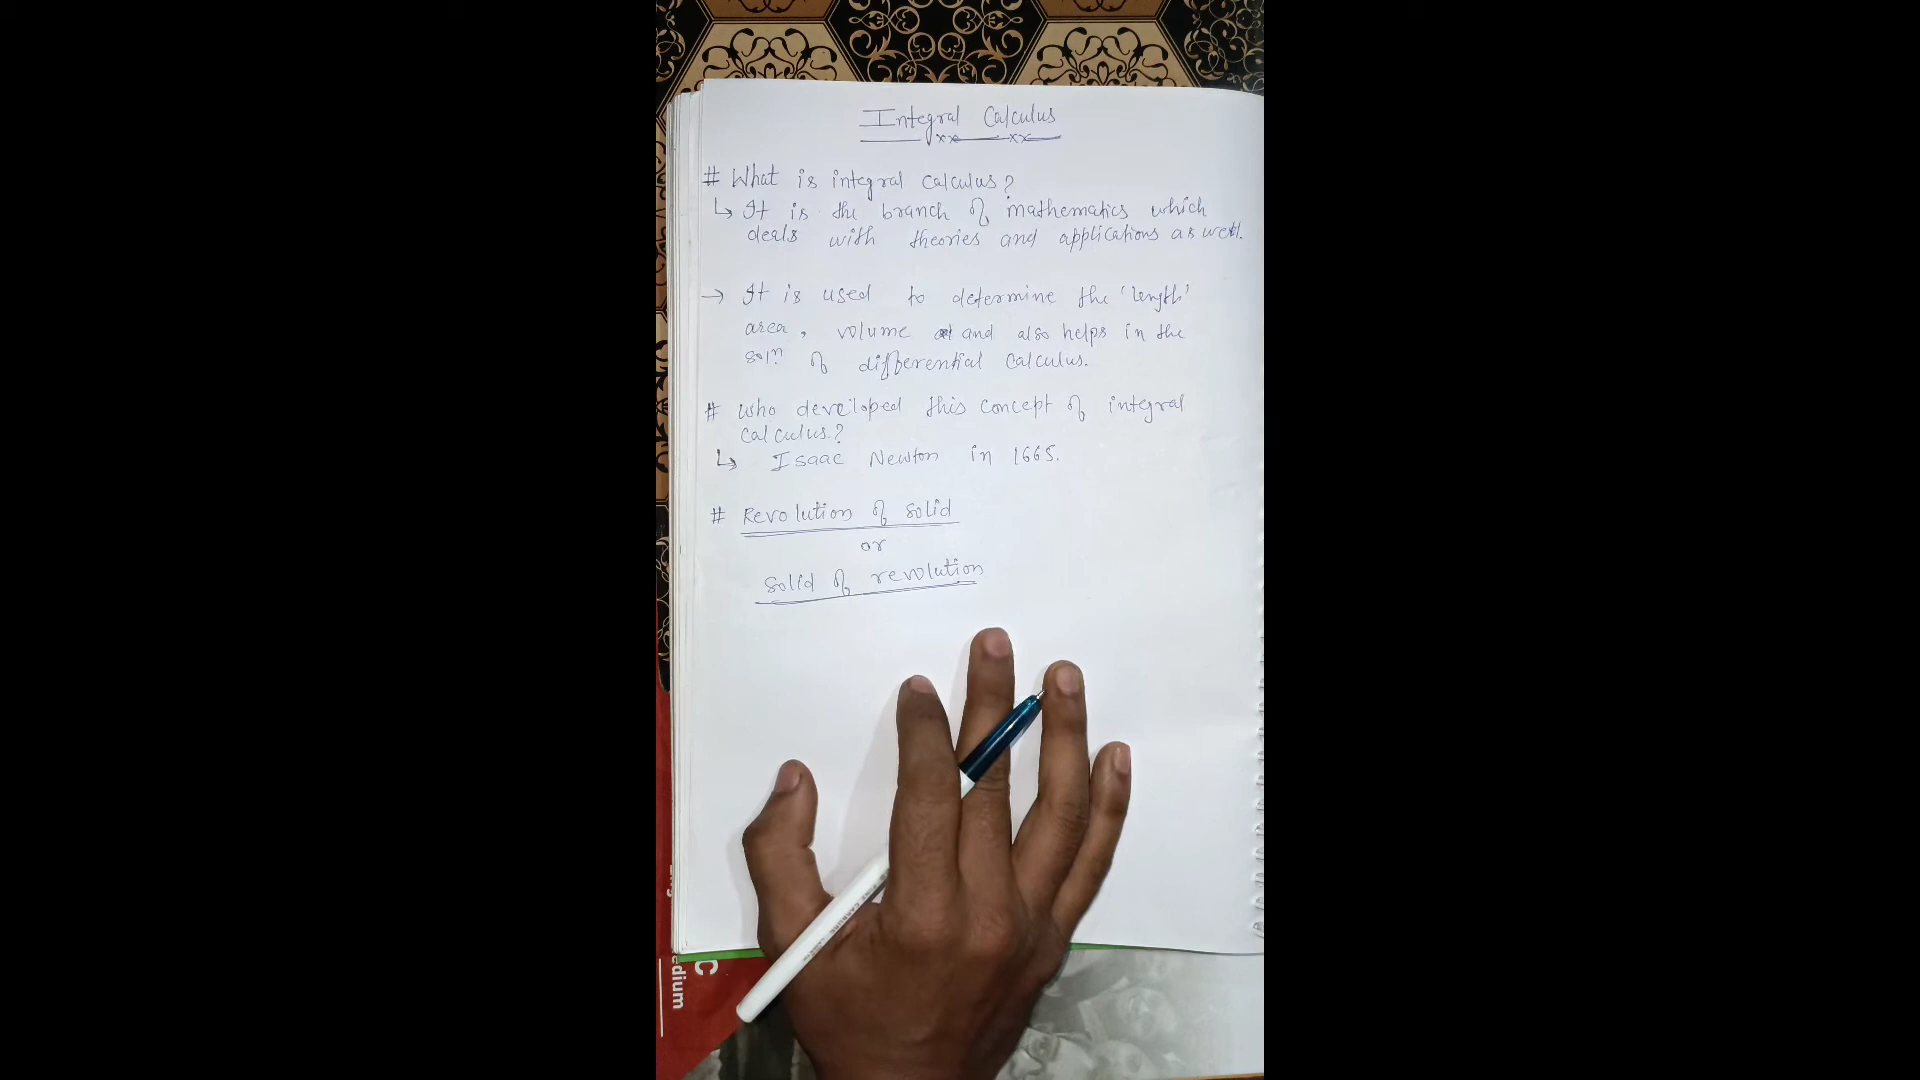 Integral Calculus
# What is integral calculus?
↳ It is the branch of mathematics which
deals with theories and applications as well.
→ It is used to determine the 'length'
area, volume and also helps in the
solⁿ of differential calculus.
# who developed this concept of integral
calculus.?
↳ Isaac Newton in 1665.
# Revolution of solid
or
solid of revolution
C
edium